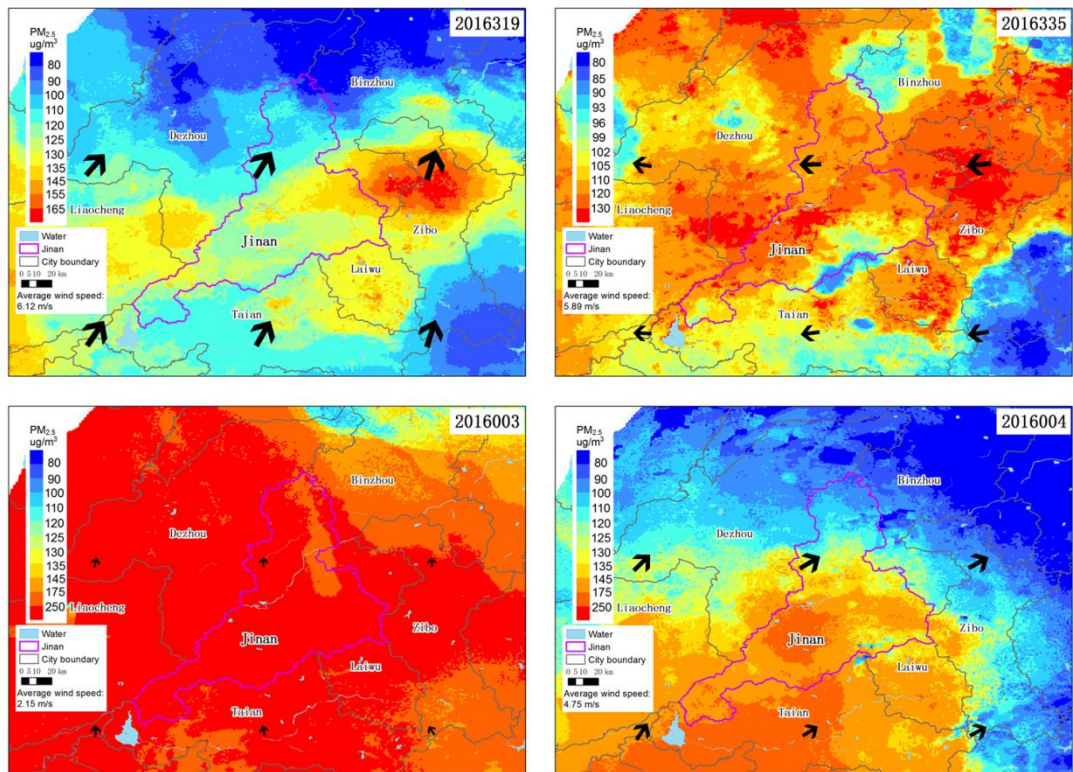 2016319
PM2.5
ug/m³
80
90
100
110
120
125
130
135
145
155
165
Binzhou
Dezhou
Liaocheng
Zibo
Jinan
Laiwu
Taian
Water
Jinan
City boundary
0 5 10 20 km
Average wind speed:
6.12 m/s
2016335
PM2.5
ug/m³
80
85
90
93
96
99
102
105
110
120
130
Binzhou
Dezhou
Liaocheng
Zibo
Jinan
Laiwu
Taian
Water
Jinan
City boundary
0 5 10 20 km
Average wind speed:
5.89 m/s
2016003
PM2.5
ug/m³
80
90
100
110
120
125
130
135
145
175
250
Binzhou
Dezhou
Liaocheng
Zibo
Jinan
Laiwu
Taian
Water
Jinan
City boundary
0 5 10 20 km
Average wind speed:
2.15 m/s
2016004
PM2.5
ug/m³
80
90
100
110
120
125
130
135
145
175
250
Binzhou
Dezhou
Liaocheng
Zibo
Jinan
Laiwu
Taian
Water
Jinan
City boundary
0 5 10 20 km
Average wind speed:
4.75 m/s